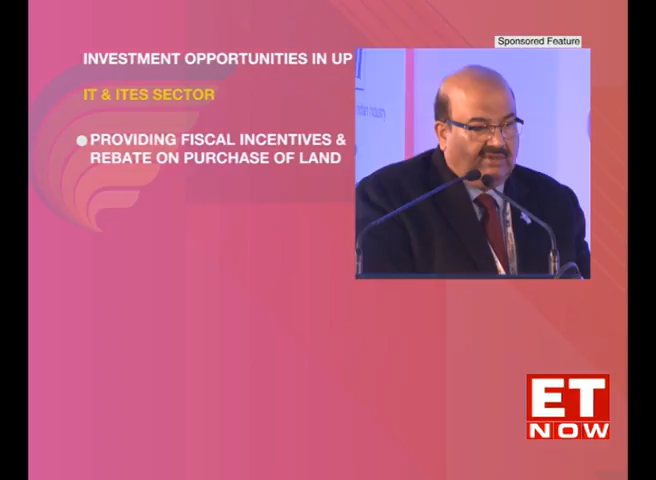 Sponsored Feature
INVESTMENT OPPORTUNITIES IN UP
IT & ITES SECTOR
PROVIDING FISCAL INCENTIVES &
REBATE ON PURCHASE OF LAND
ET
NOW